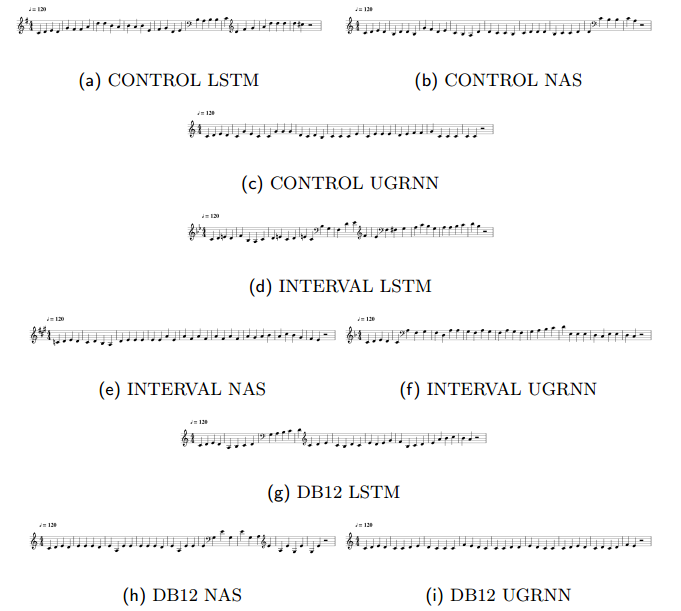 ♩ = 120
♩ = 120
(a) CONTROL LSTM
(b) CONTROL NAS
♩ = 120
(c) CONTROL UGRNN
♩ = 120
(d) INTERVAL LSTM
♩ = 120
♩ = 120
(e) INTERVAL NAS
(f) INTERVAL UGRNN
♩ = 120
(g) DB12 LSTM
♩ = 120
♩ = 120
(h) DB12 NAS
(i) DB12 UGRNN